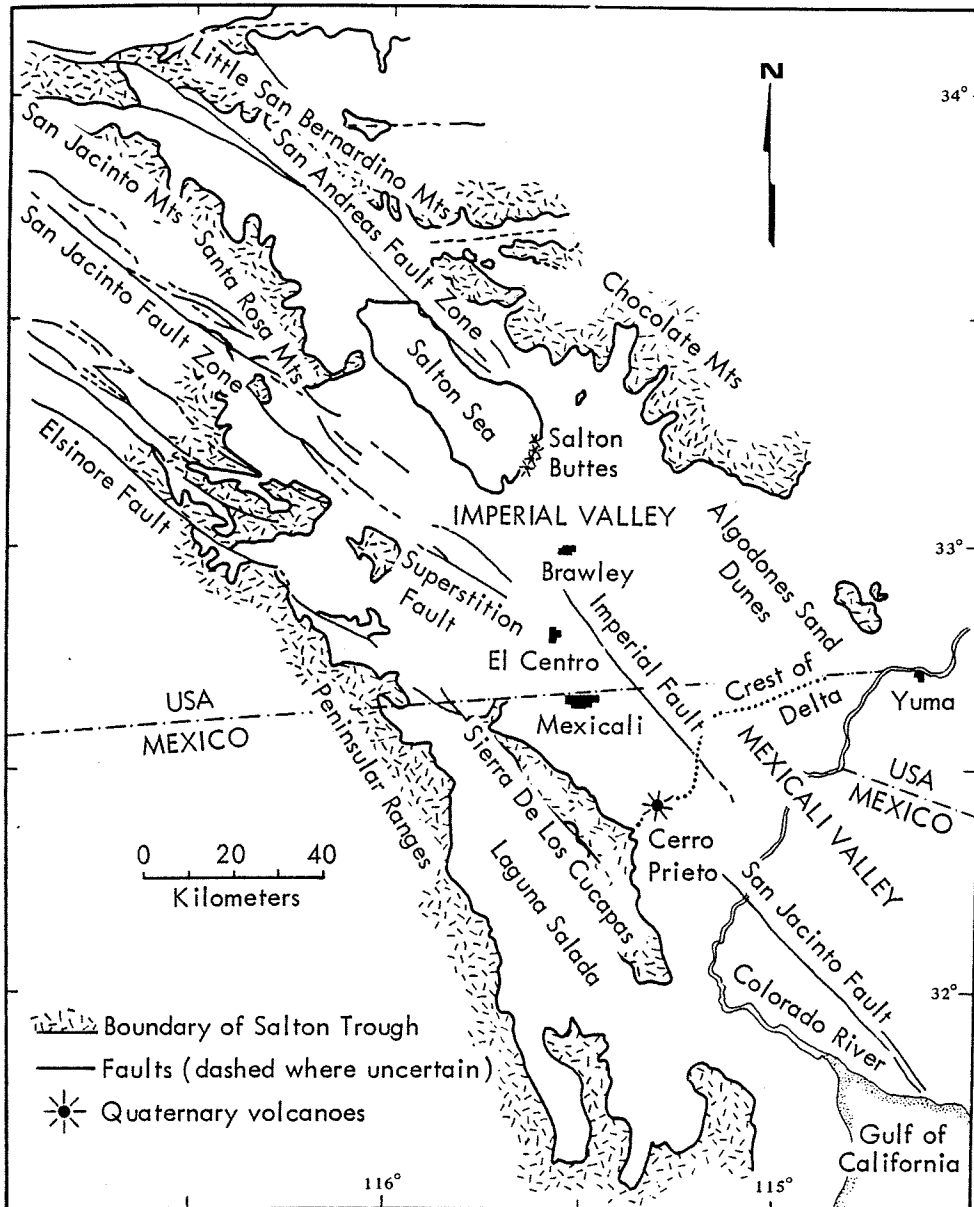 N
34°
Little San Bernardino Mts
San Andreas Fault Zone
San Jacinto Mts
Santa Rosa Mts
San Jacinto Fault Zone
Chocolate Mts
Salton Sea
Salton
Buttes
Elsinore Fault
IMPERIAL VALLEY
33°
Algodones Sand
Dunes
Brawley
Superstition
Fault
Imperial Fault
El Centro
Crest of
Delta
Yuma
USA
MEXICO
Mexicali
USA
MEXICO
MEXICALI VALLEY
Peninsular Ranges
Sierra De Los Cucapas
Cerro
Prieto
0 20 40
Kilometers
Laguna Salada
San Jacinto Fault
32°
Colorado River
Boundary of Salton Trough
Faults (dashed where uncertain)
Quaternary volcanoes
Gulf of
California
116°
115°